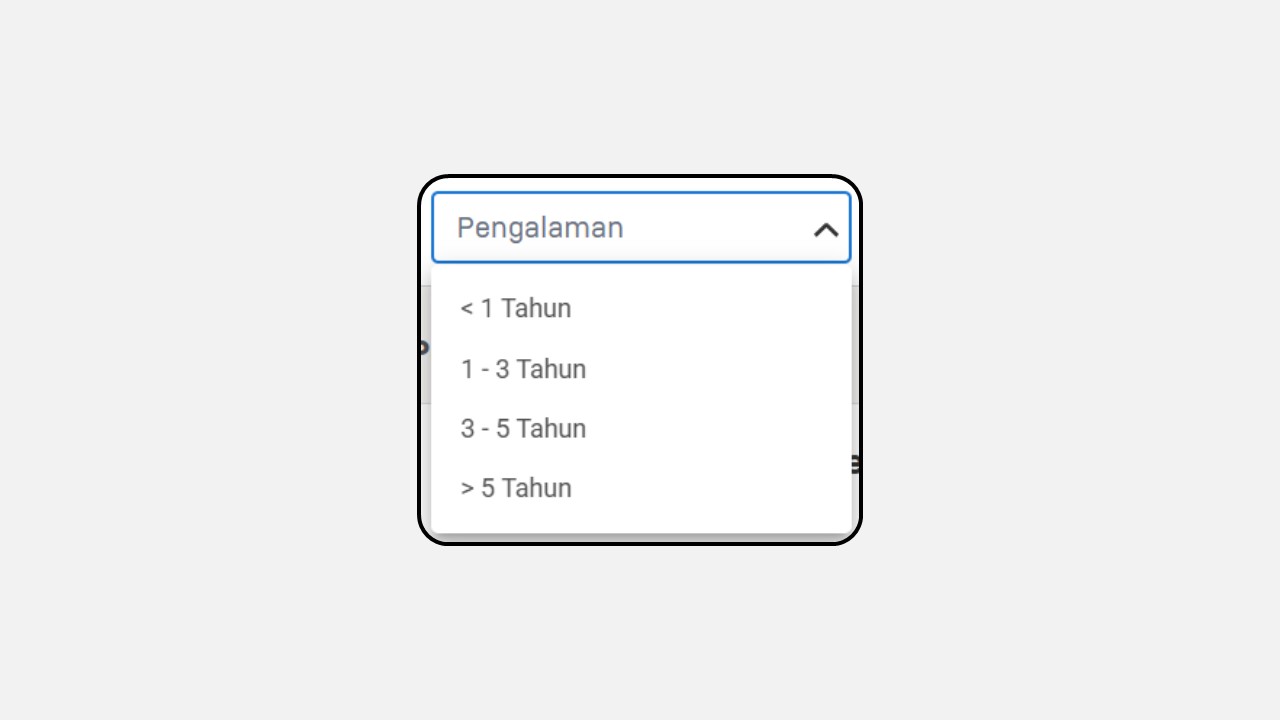 Pengalaman
< 1 Tahun
1 - 3 Tahun
3 - 5 Tahun
> 5 Tahun